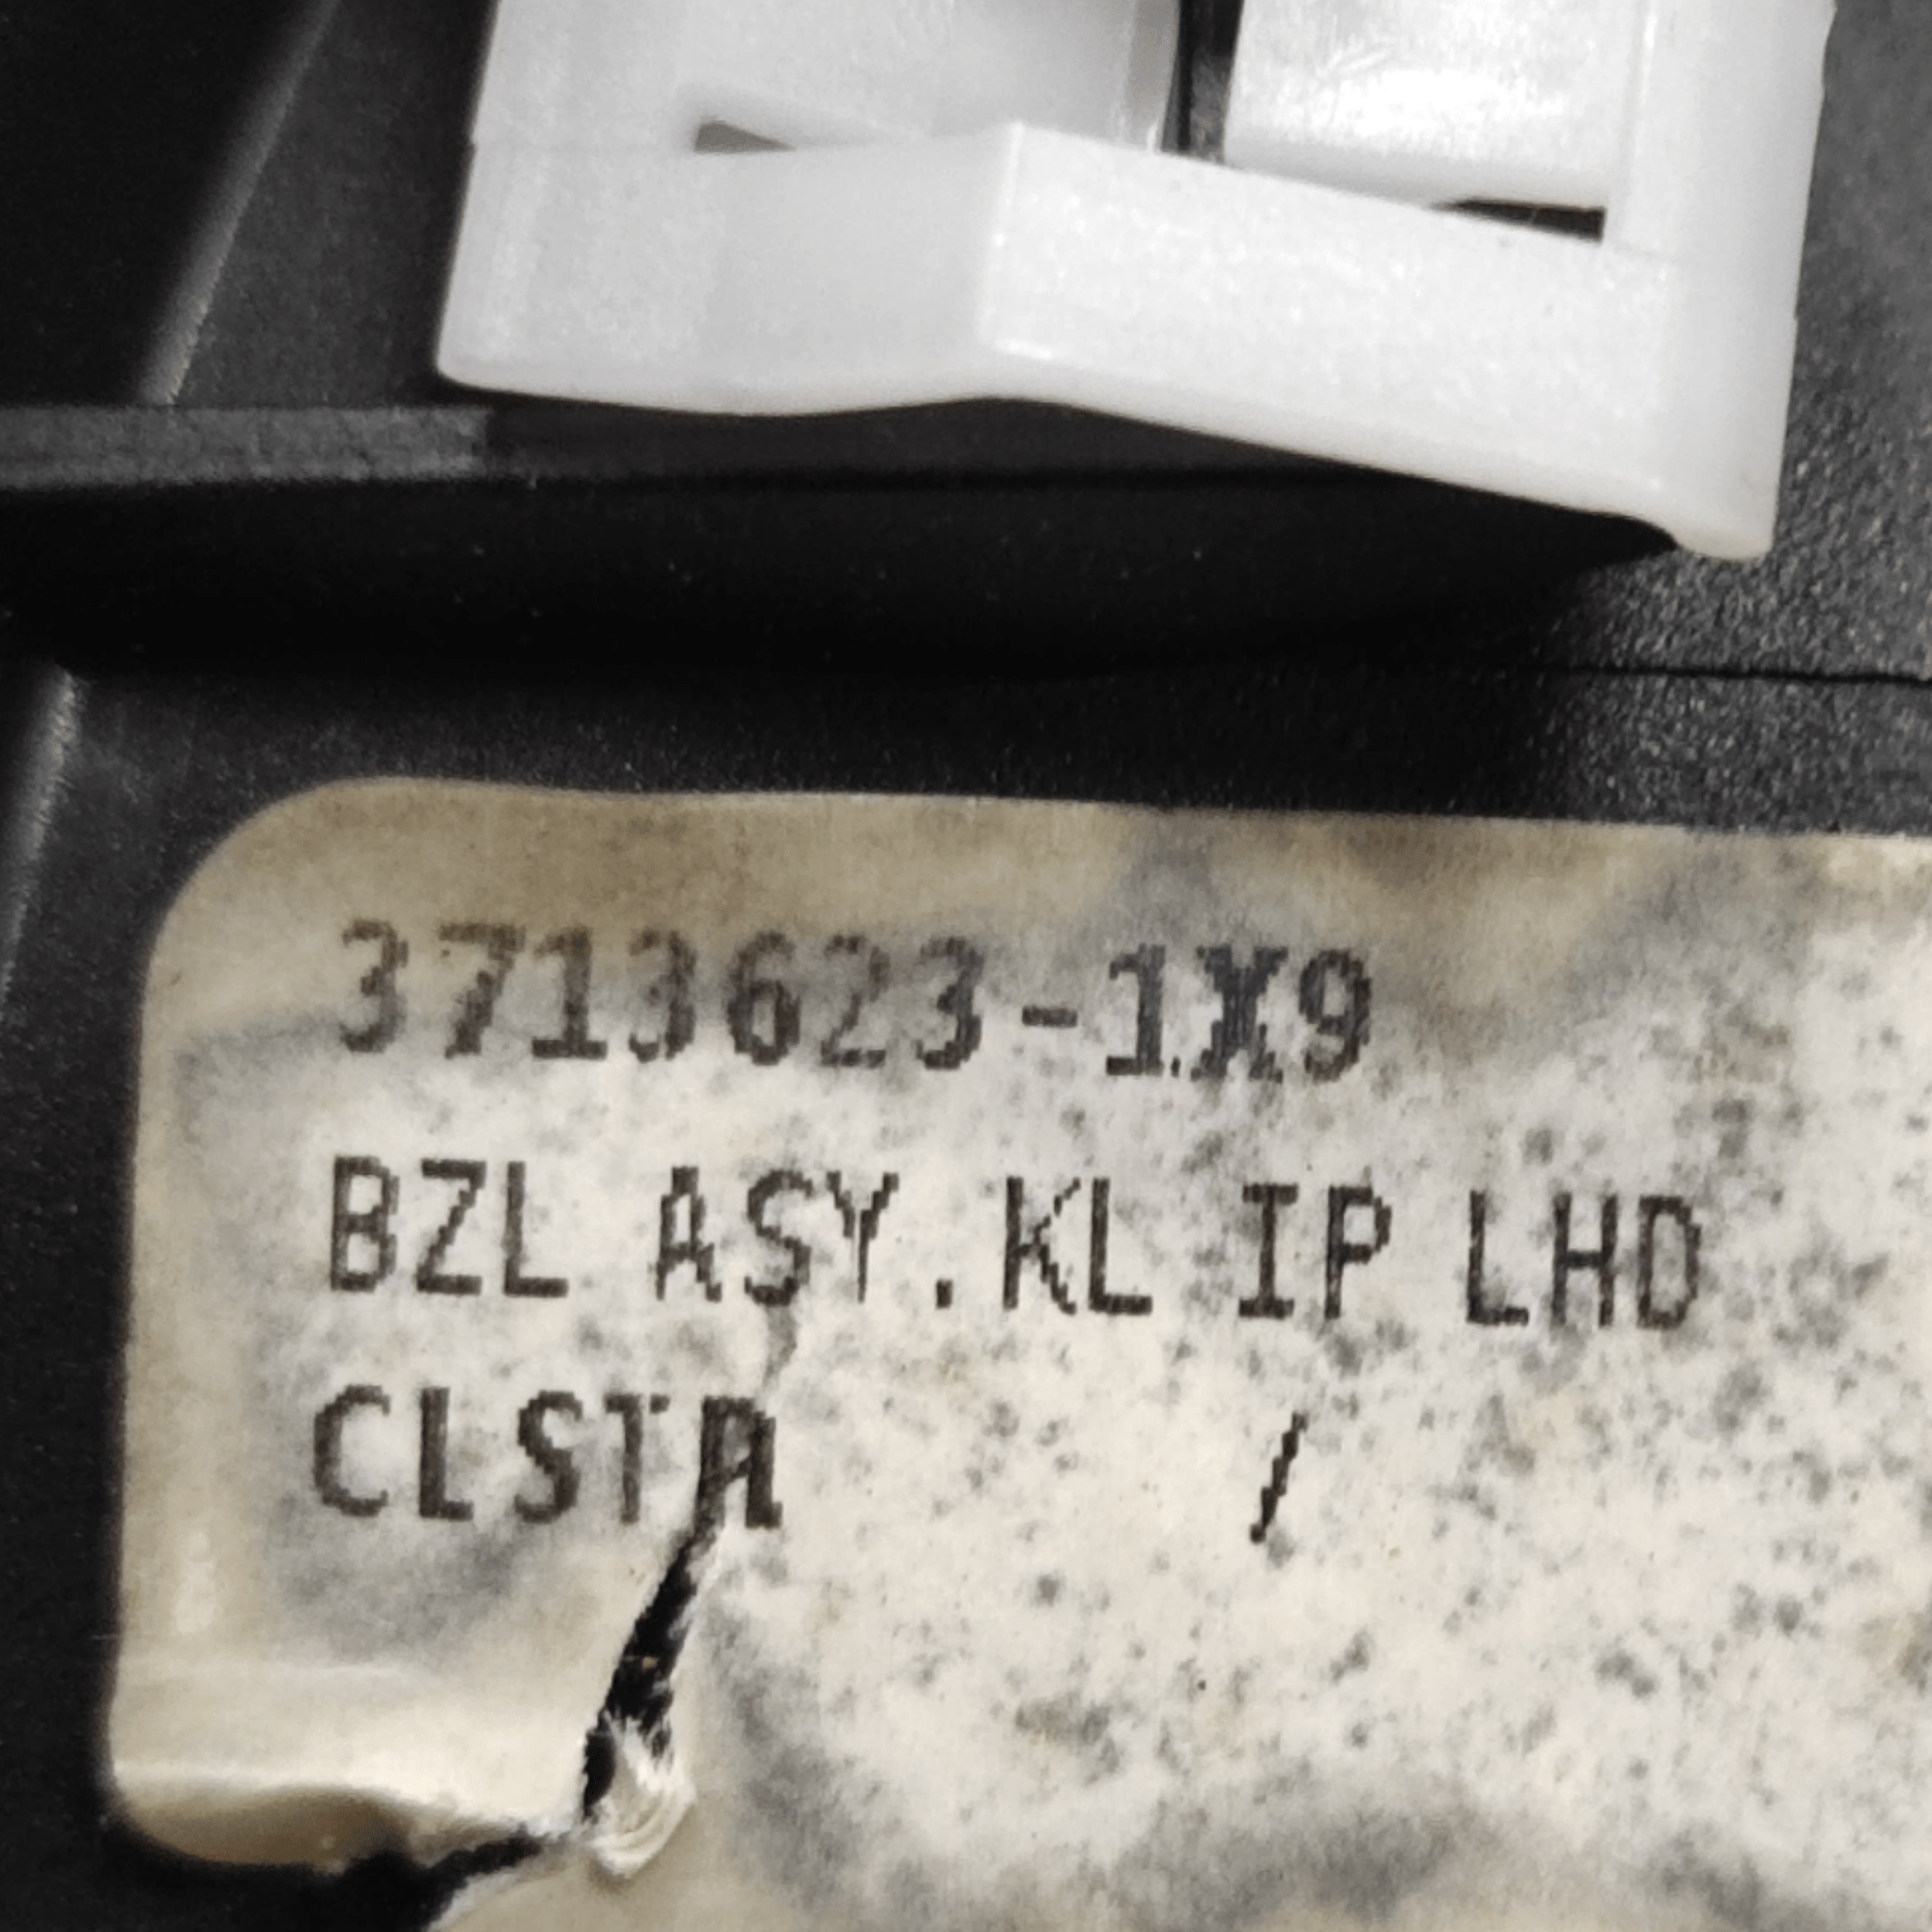 3713623-1X9
BZL ASY.KL IP LHD
CLSTR /